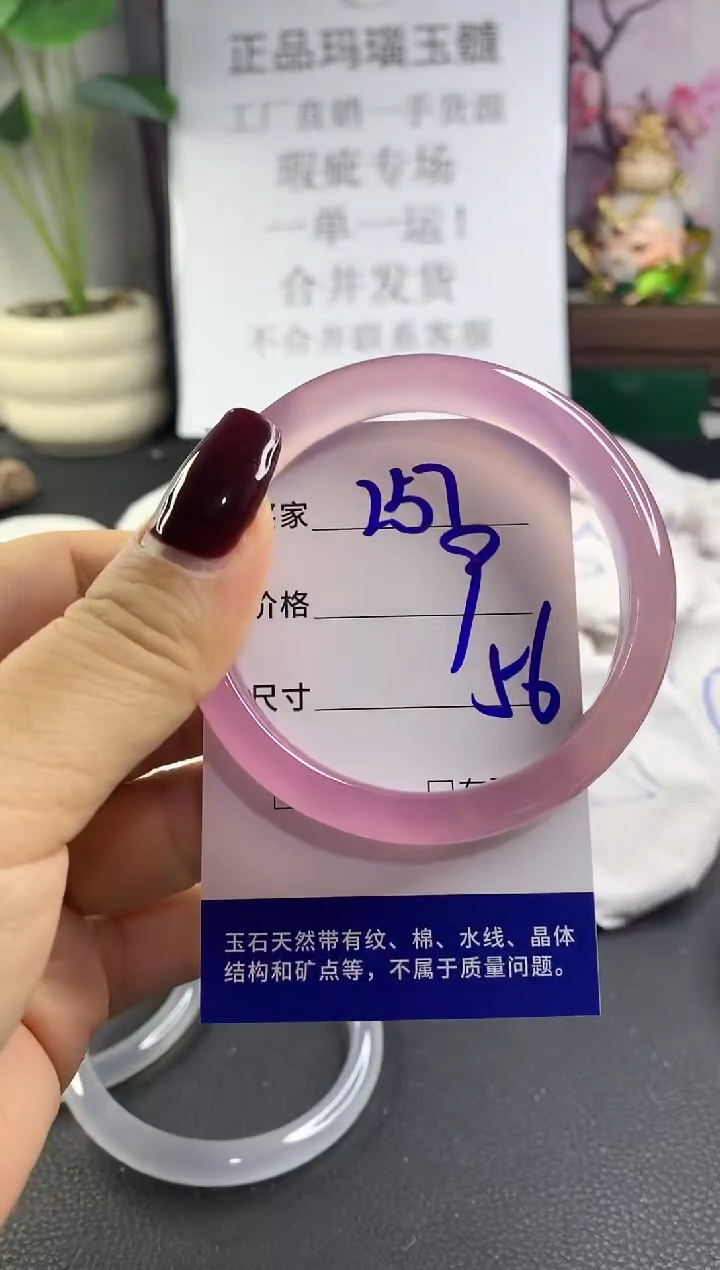 正品玛瑙玉髓
工厂直销一手货源
瑕疵专场
一单一运！
合并发货
不合并联系客服
家 257
9
价格
尺寸 56
玉石天然带有纹、棉、水线、晶体
结构和矿点等，不属于质量问题。